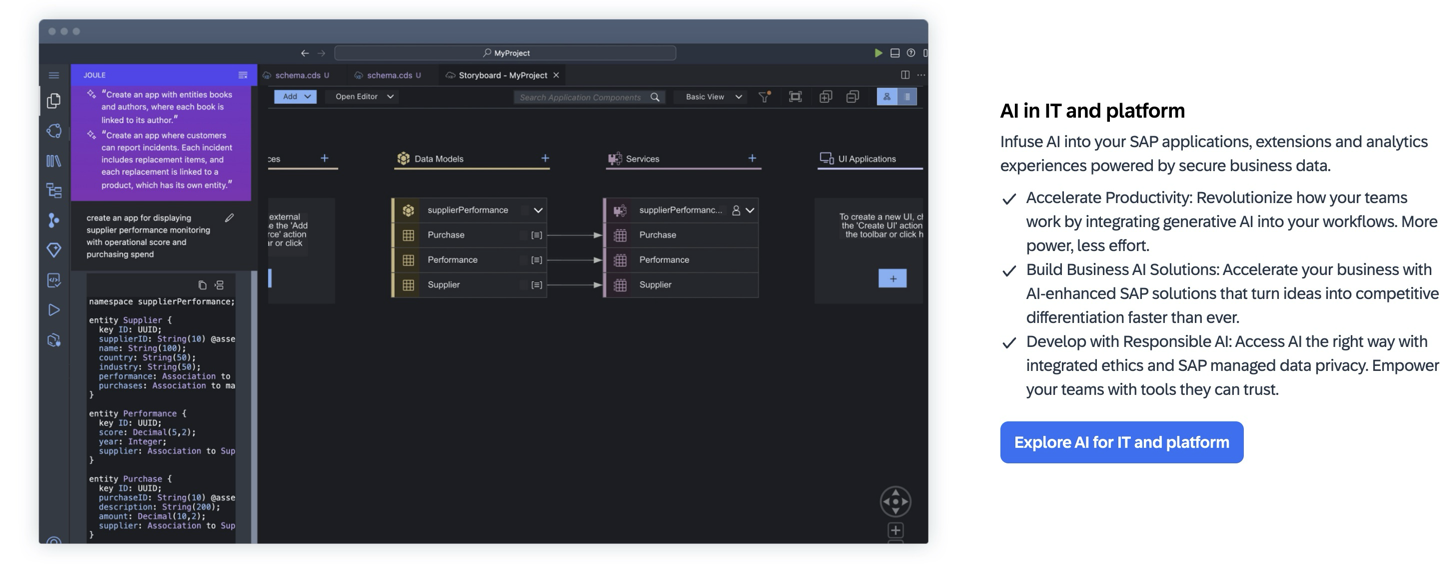 MyProject
JOULE
schema.cds U
schema.cds U
Storyboard - MyProject
Add
Open Editor
Search Application Components
Basic View
"Create an app with entities books
and authors, where each book is
linked to its author."
"Create an app where customers
can report incidents. Each incident
includes replacement items, and
each replacement is linked to a
product, which has its own entity."
create an app for displaying
supplier performance monitoring
with operational score and
purchasing spend
namespace supplierPerformance;
entity Supplier {
key ID: UUID;
supplierID: String(10) @asse
name: String(100);
country: String(50);
industry: String(50);
performance: Association to
purchases: Association to ma
}
entity Performance {
key ID: UUID;
score: Decimal(5,2);
year: Integer;
supplier: Association to Sup
}
entity Purchase {
key ID: UUID;
purchaseID: String(10) @asse
description: String(200);
amount: Decimal(10,2);
supplier: Association to Sup
}
ces +
external
e the 'Add
rce' action
ar or click
Data Models +
supplierPerformance
Purchase
Performance
Supplier
Services +
supplierPerformanc...
Purchase
Performance
Supplier
UI Applications
To create a new UI, cl
the 'Create UI' action
the toolbar or click h
+
AI in IT and platform
Infuse AI into your SAP applications, extensions and analytics
experiences powered by secure business data.
Accelerate Productivity: Revolutionize how your teams
work by integrating generative AI into your workflows. More
power, less effort.
Build Business AI Solutions: Accelerate your business with
AI-enhanced SAP solutions that turn ideas into competitive
differentiation faster than ever.
Develop with Responsible AI: Access AI the right way with
integrated ethics and SAP managed data privacy. Empower
your teams with tools they can trust.
Explore AI for IT and platform